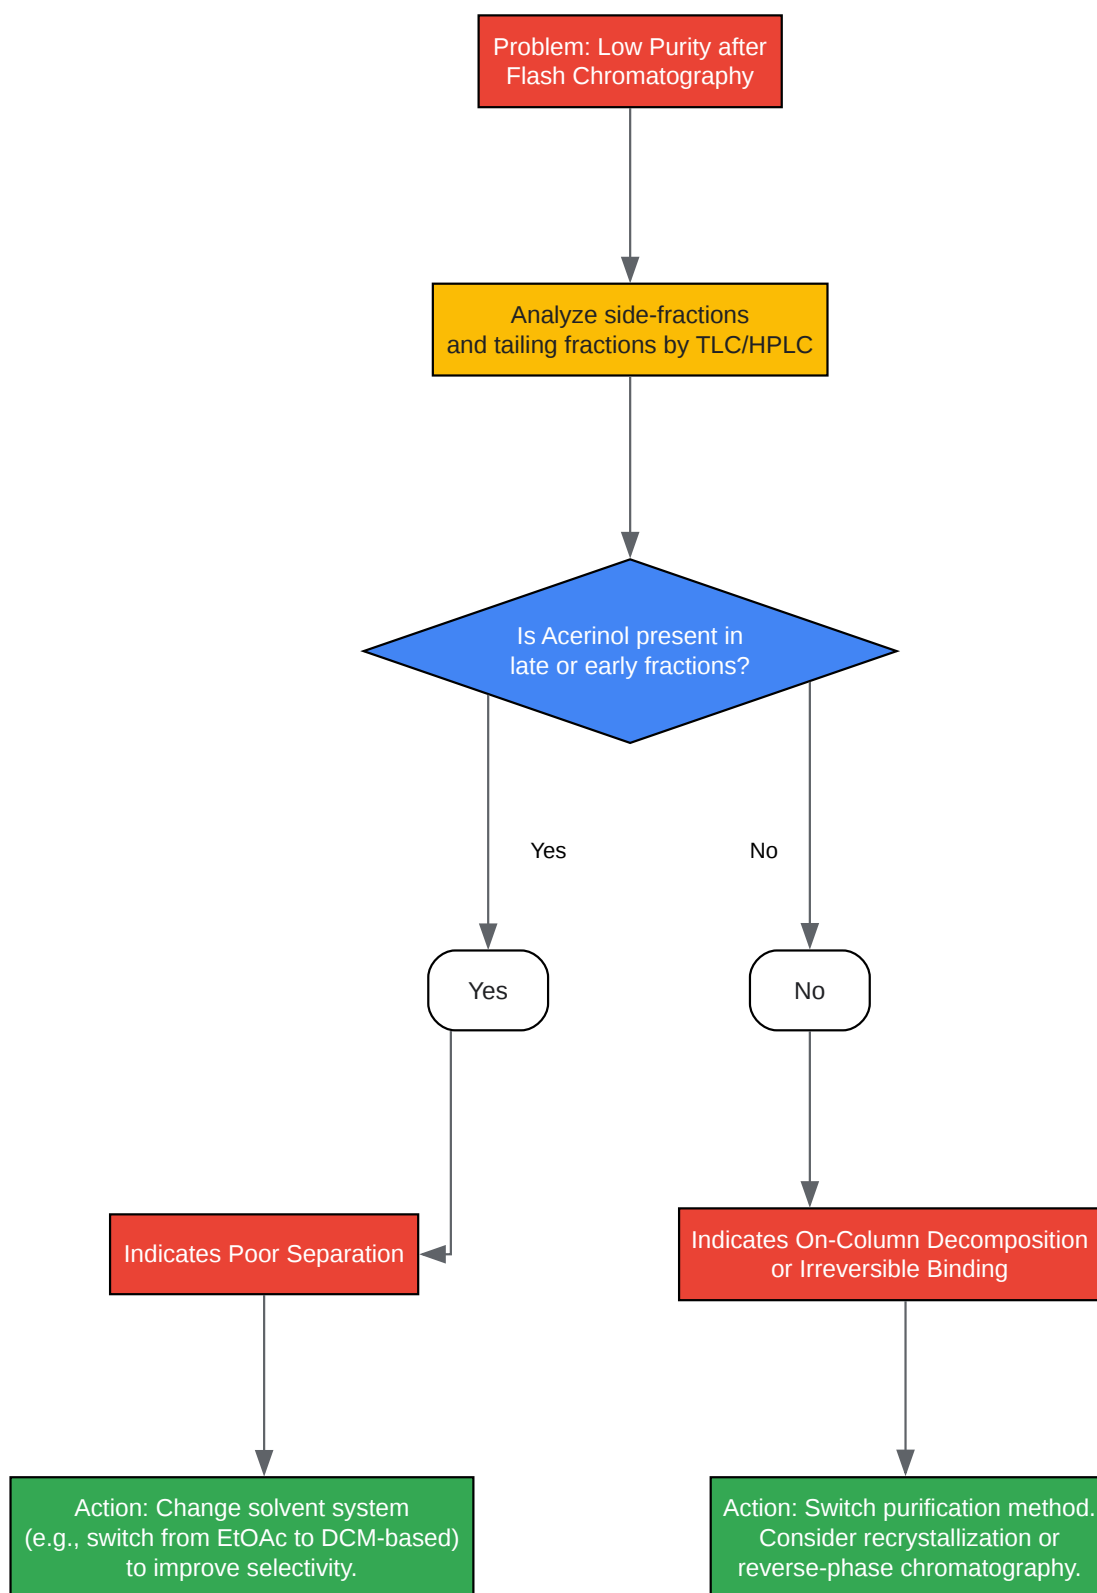 Problem: Low Purity after
Flash Chromatography
Analyze side-fractions
and tailing fractions by TLC/HPLC
Is Acerinol present in
late or early fractions?
Yes
No
Yes
No
Indicates Poor Separation
Indicates On-Column Decomposition
or Irreversible Binding
Action: Change solvent system
(e.g., switch from EtOAc to DCM-based)
to improve selectivity.
Action: Switch purification method.
Consider recrystallization or
reverse-phase chromatography.